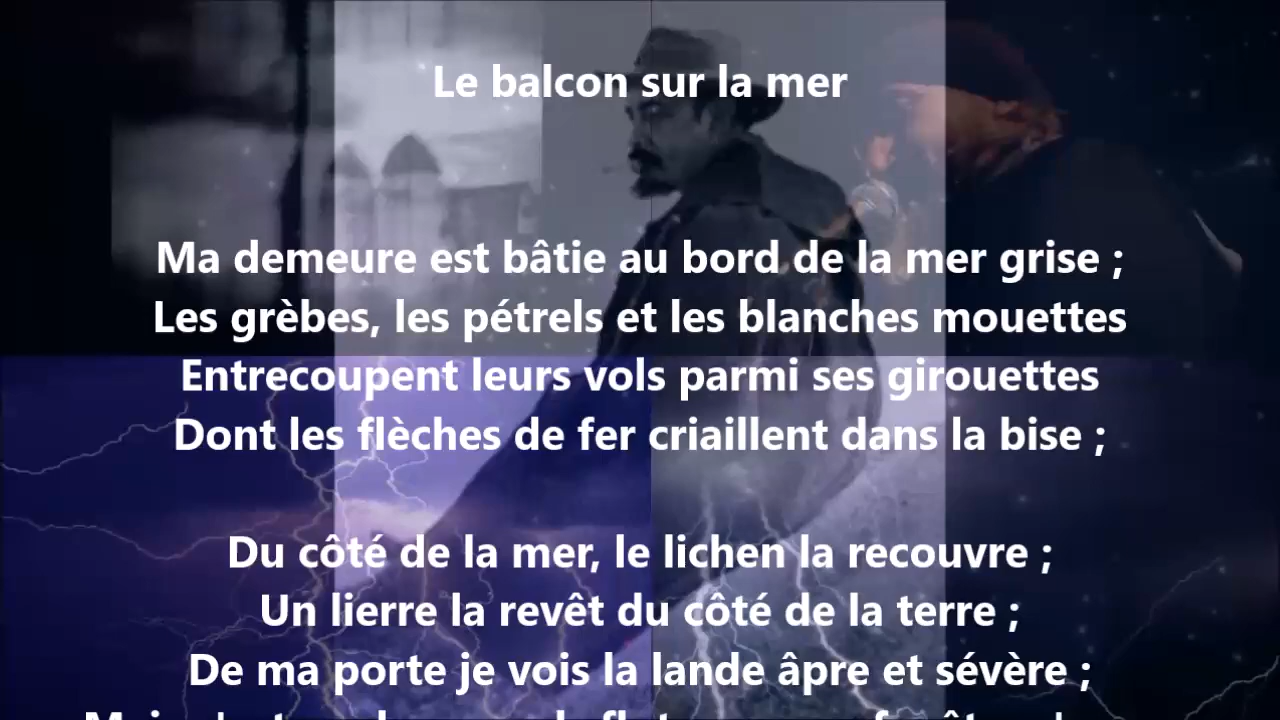 Le balcon sur la mer
Ma demeure est bâtie au bord de la mer grise ;
Les grèbes, les pétrels et les blanches mouettes
Entrecoupent leurs vols parmi ses girouettes
Dont les flèches de fer criaillent dans la bise ;
Du côté de la mer, le lichen la recouvre ;
Un lierre la revêt du côté de la terre ;
De ma porte je vois la lande âpre et sévère ;